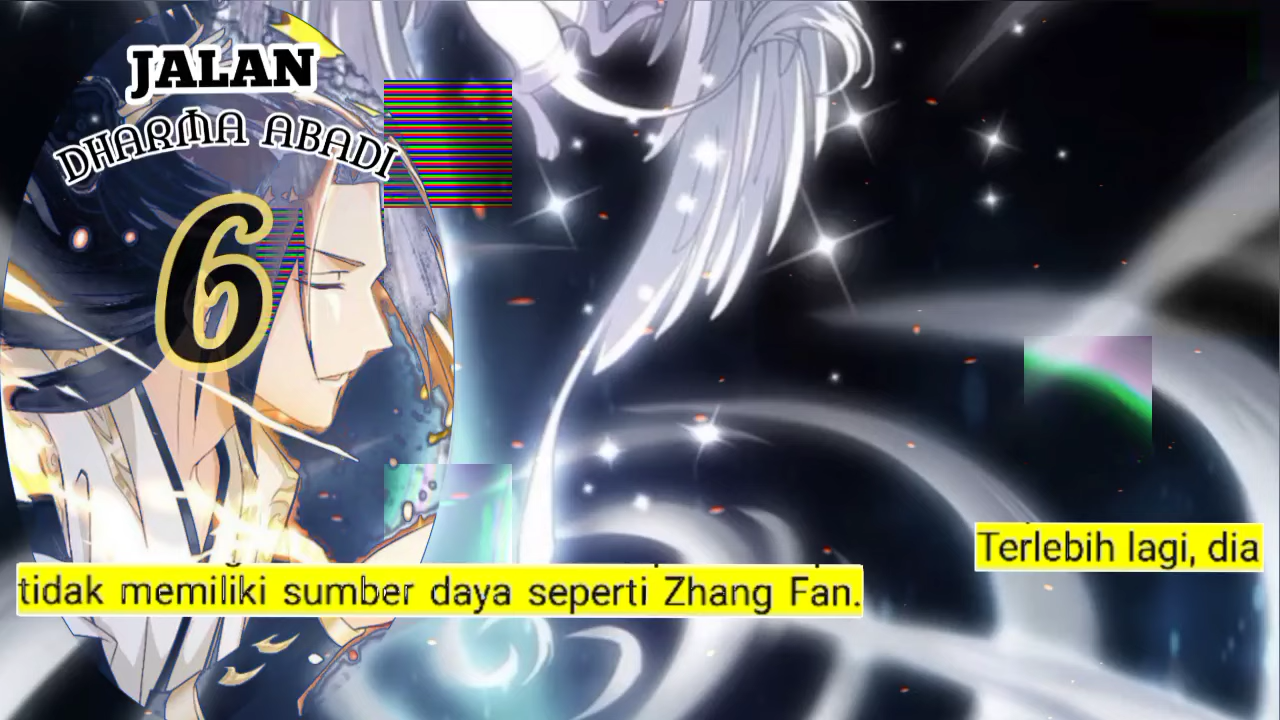 JALAN
DHARMA ABADI
6
Terlebih lagi, dia
tidak memiliki sumber daya seperti Zhang Fan.